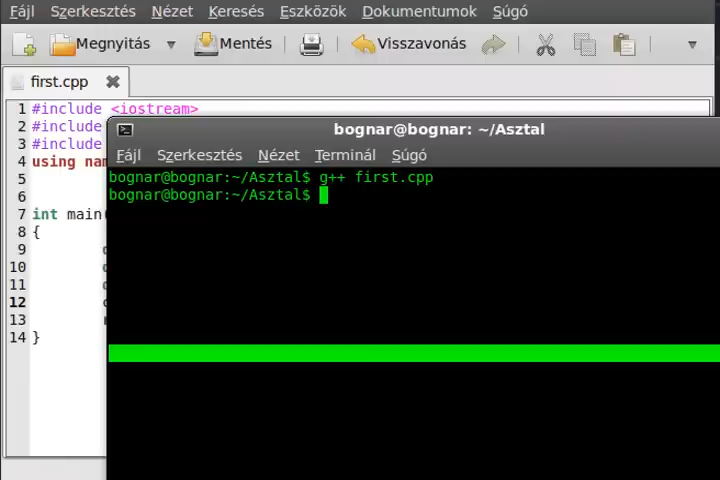 Fájl Szerkesztés Nézet Keresés Eszközök Dokumentumok Súgó
Megnyitás Mentés Visszavonás
first.cpp
1 #include <iostream>
2 #include
3 #include
4 using nam
5
6
7 int main(
8 {
9
10
11
12
13
14 }
bognar@bognar: ~/Asztal
Fájl Szerkesztés Nézet Terminál Súgó
bognar@bognar:~/Asztal$ g++ first.cpp
bognar@bognar:~/Asztal$